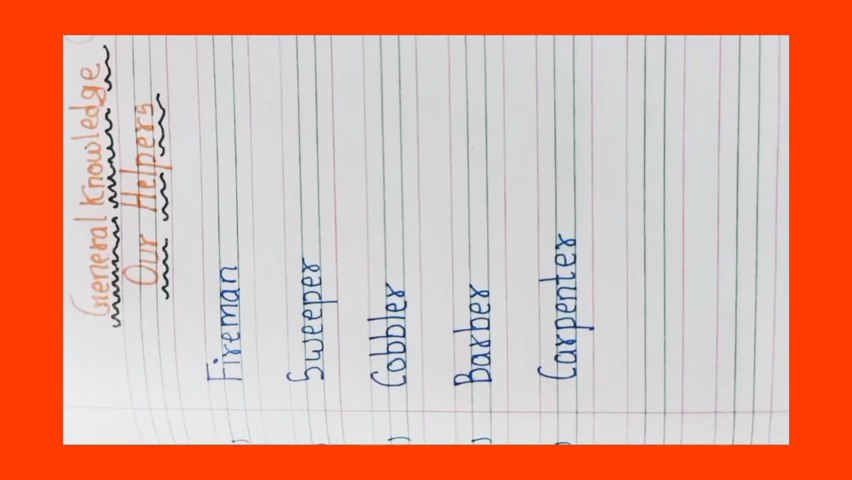 General Knowledge
Our Helpers
Fireman
Sweeper
Cobbler
Barber
Carpenter